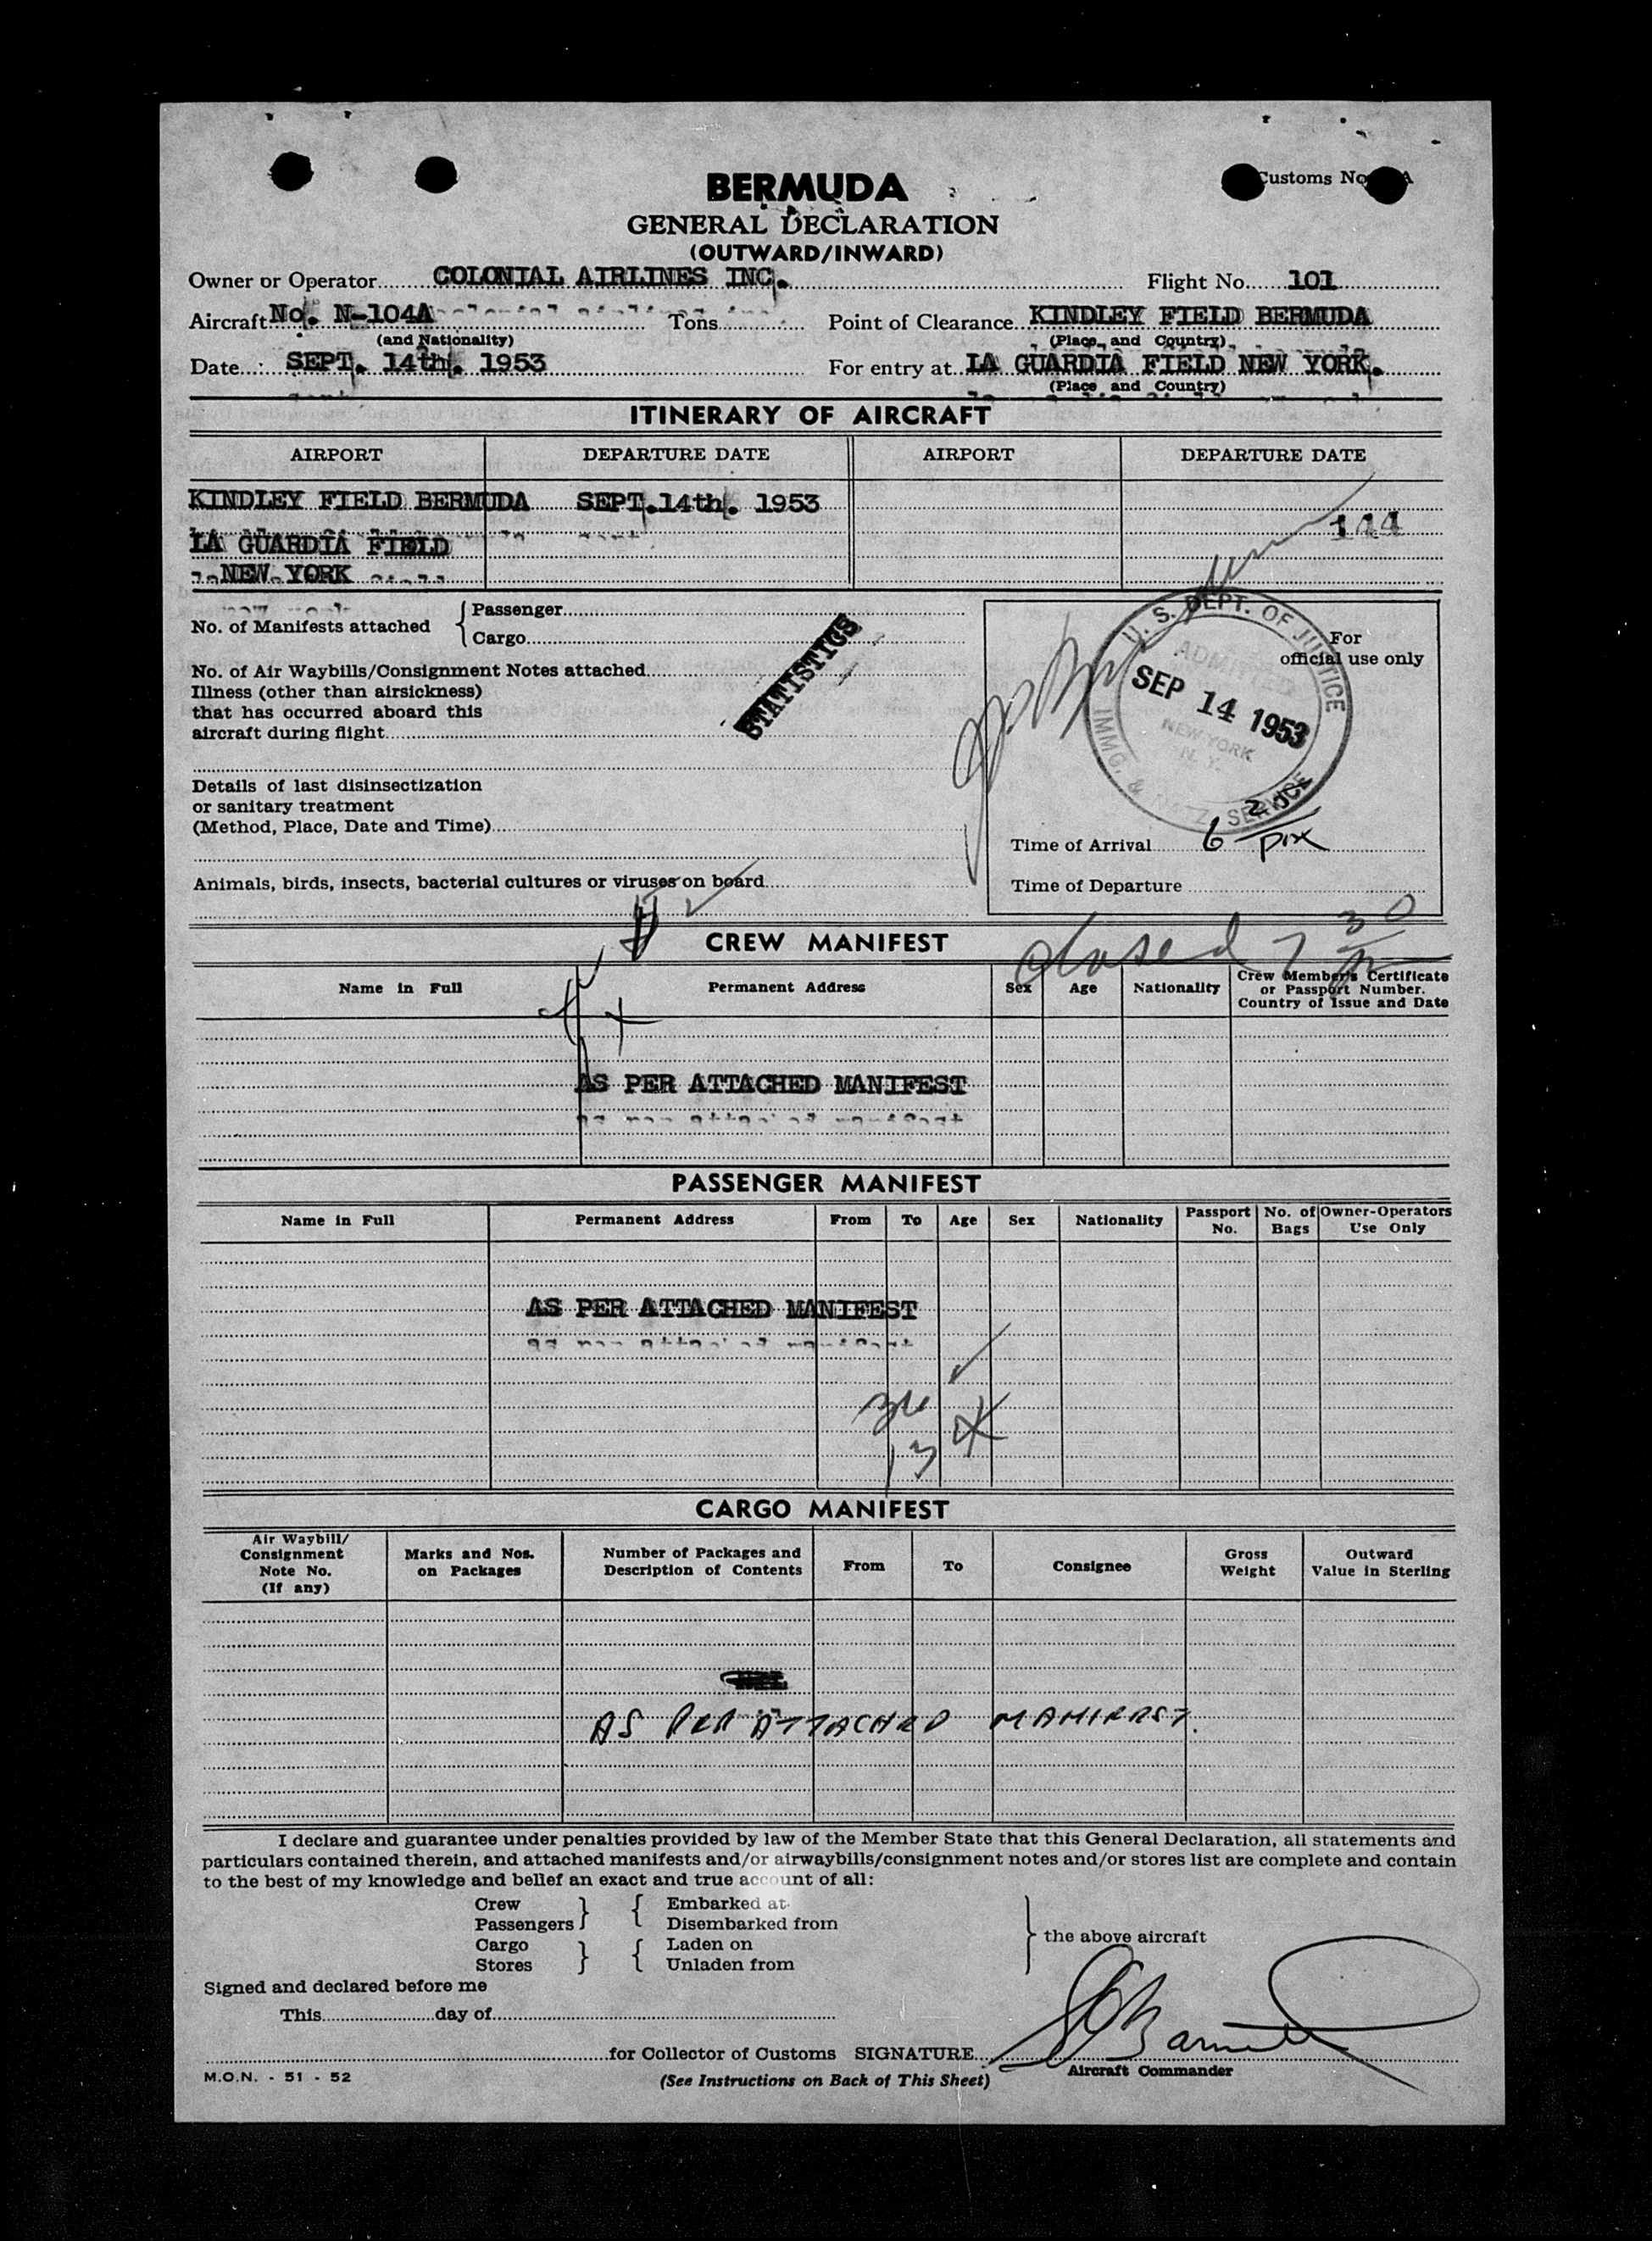 Customs No. A
BERMUDA
GENERAL DECLARATION
(OUTWARD/INWARD)
Owner or Operator COLONIAL AIRLINES INC. Flight No. 101
Aircraft No. N-104A Tons Point of Clearance KINDLEY FIELD BERMUDA
(and Nationality) (Place and Country)
Date SEPT. 14th. 1953 For entry at LA GUARDIA FIELD NEW YORK.
(Place and Country)
ITINERARY OF AIRCRAFT
AIRPORT DEPARTURE DATE AIRPORT DEPARTURE DATE
KINDLEY FIELD BERMUDA SEPT.14th. 1953
144
LA GUARDIA FIELD
NEW YORK
No. of Manifests attached { Passenger
Cargo
No. of Air Waybills/Consignment Notes attached
Illness (other than airsickness)
that has occurred aboard this
aircraft during flight
STATISTICS
For
official use only
U. S. DEPT. OF JUSTICE
ADMITTED
SEP 14 1953
NEW YORK
N. Y.
IMMG. & NATZ. SERVICE
Details of last disinsectization
or sanitary treatment
(Method, Place, Date and Time)
Time of Arrival 6
Animals, birds, insects, bacterial cultures or viruses on board
Time of Departure
closed 7 30
CREW MANIFEST
Name in Full Permanent Address Sex Age Nationality Crew Member's Certificate
or Passport Number.
Country of Issue and Date
AS PER ATTACHED MANIFEST
PASSENGER MANIFEST
Name in Full Permanent Address From To Age Sex Nationality Passport No. No. of Bags Owner-Operators Use Only
AS PER ATTACHED MANIFEST
13
CARGO MANIFEST
Air Waybill/
Consignment
Note No.
(If any) Marks and Nos.
on Packages Number of Packages and
Description of Contents From To Consignee Gross
Weight Outward
Value in Sterling
AS PER ATTACHED MANIFEST.
I declare and guarantee under penalties provided by law of the Member State that this General Declaration, all statements and
particulars contained therein, and attached manifests and/or airwaybills/consignment notes and/or stores list are complete and contain
to the best of my knowledge and belief an exact and true account of all:
Crew } { Embarked at
Passengers Disembarked from
} the above aircraft
Cargo } { Laden on
Stores Unladen from
Signed and declared before me
This day of
for Collector of Customs SIGNATURE
Aircraft Commander
M.O.N. - 51 - 52 (See Instructions on Back of This Sheet)